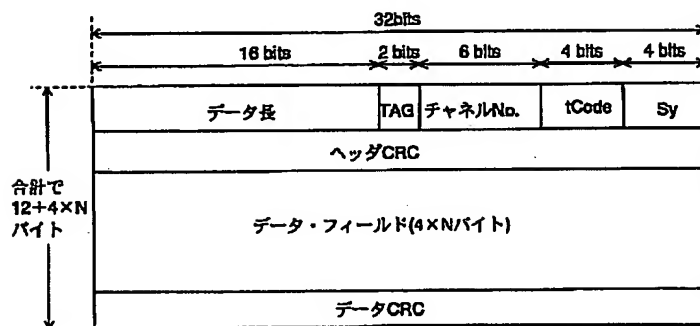 32bits
16 bits
2 bits
6 bits
4 bits
4 bits
データ長
TAG
チャネルNo.
tCode
Sy
ヘッダCRC
合計で
12+4×N
バイト
データ・フィールド(4×Nバイト)
データCRC